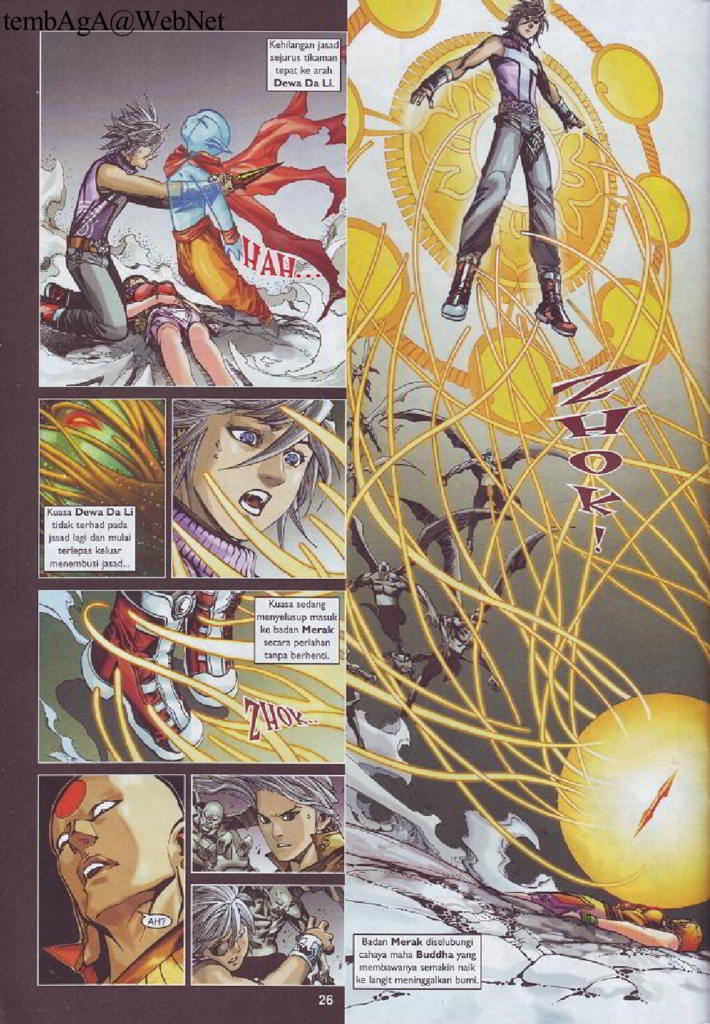 tembAgA@WebNet
Kehilangan jasad
sejurus tikaman
tepat ke arah
Dewa Da Li.
HAH...
Kuasa Dewa Da Li
tidak terhad pada
jasad lagi dan mulai
terlepas keluar
menembusi jasad...
Kuasa sedang
menyelusup masuk
ke badan Merak
secara perlahan
tanpa berhenti.
ZHOK..
AH?
ZHOK!
Badan Merak diselubungi
cahaya maha Buddha yang
membawanya semakin naik
ke langit meninggalkan bumi.
26